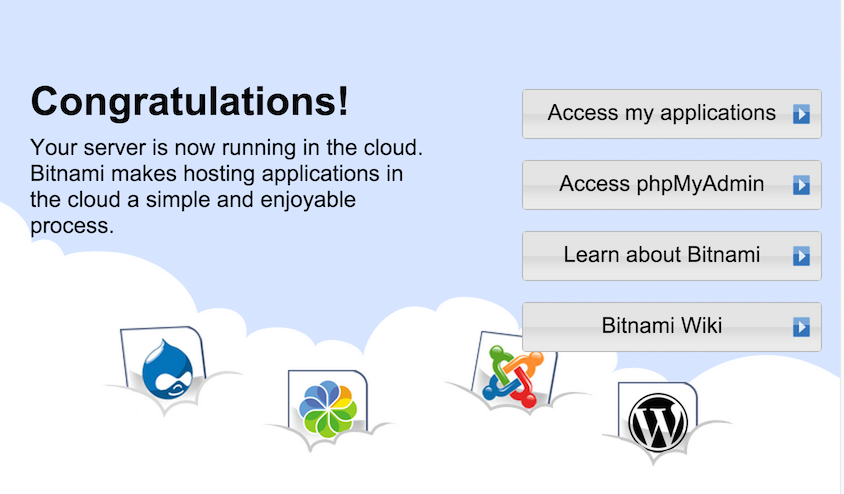 Congratulations!
Your server is now running in the cloud.
Bitnami makes hosting applications in
the cloud a simple and enjoyable
process.
Access my applications
Access phpMyAdmin
Learn about Bitnami
Bitnami Wiki